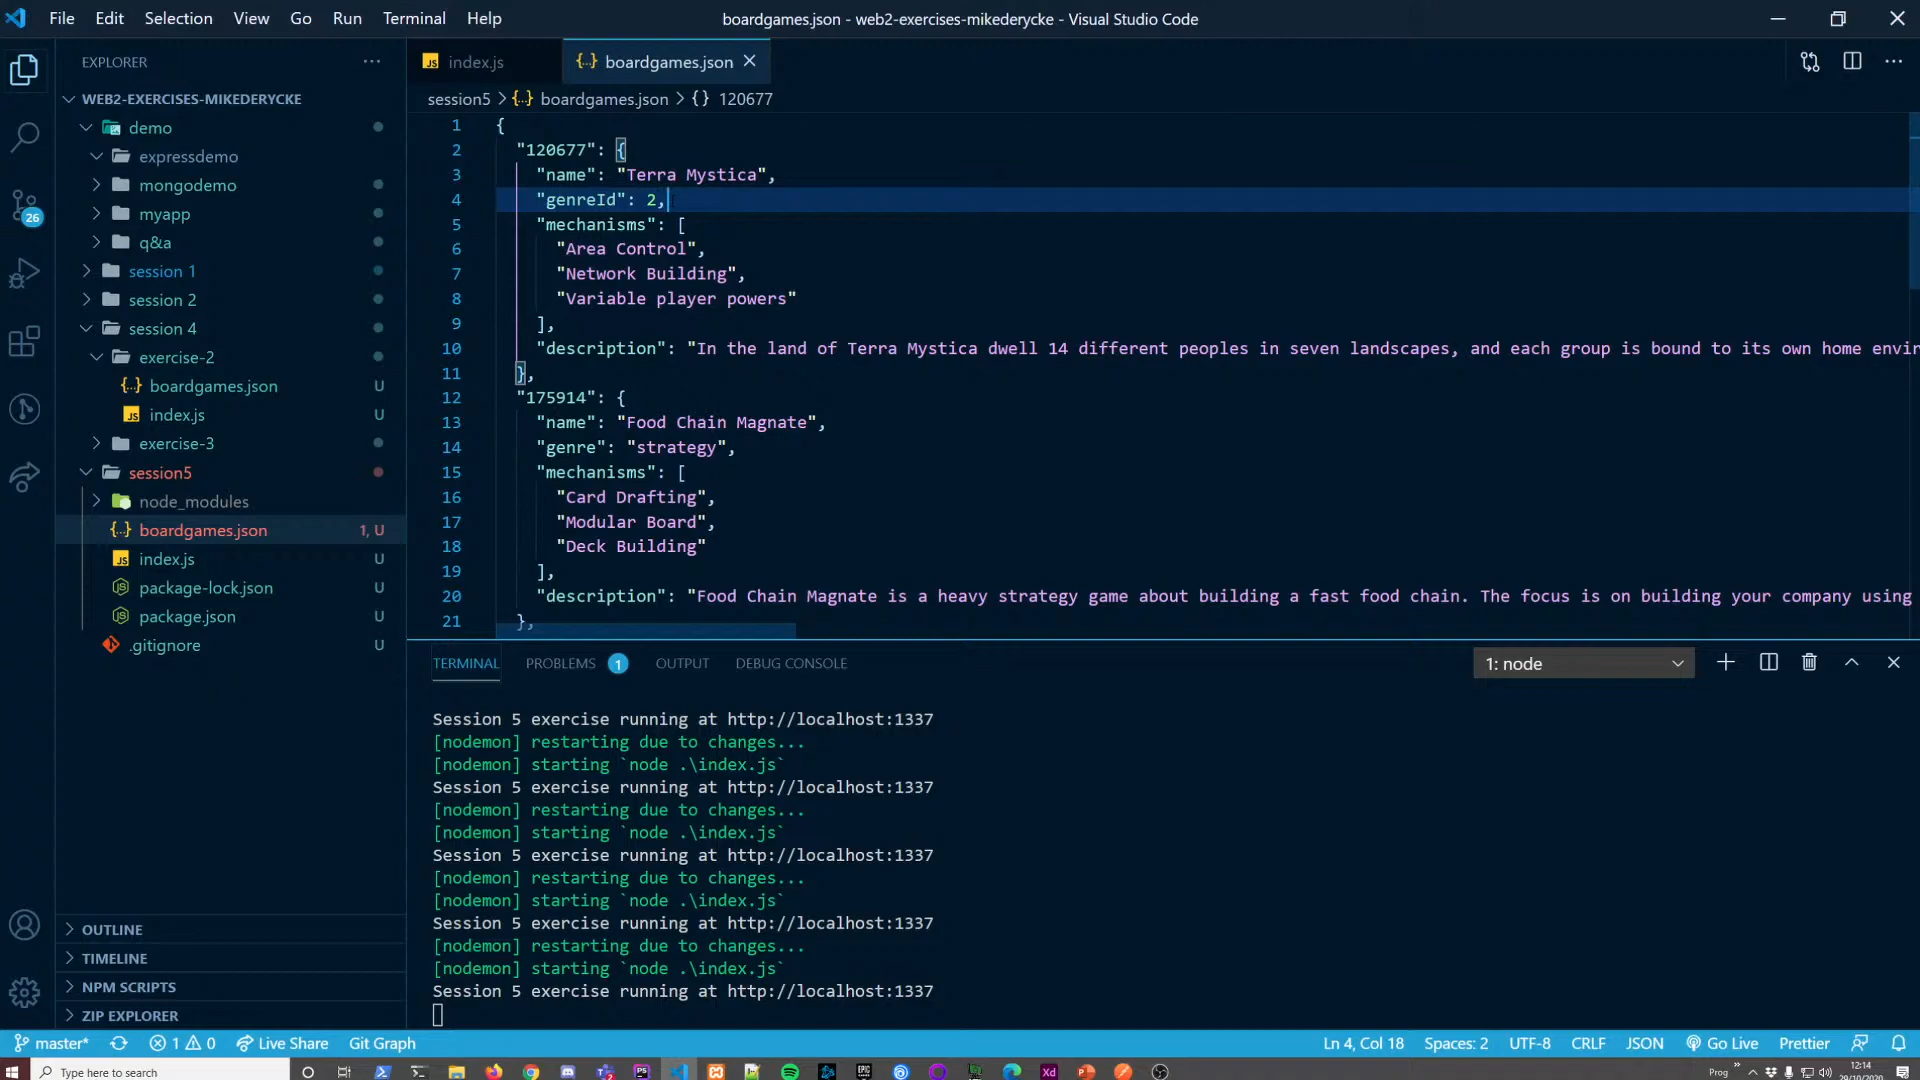 File Edit Selection View Go Run Terminal Help
boardgames.json - web2-exercises-mikederycke - Visual Studio Code
EXPLORER
WEB2-EXERCISES-MIKEDERYCKE
demo
expressdemo
mongodemo
myapp
q&a
session 1
session 2
session 4
exercise-2
boardgames.json U
index.js U
exercise-3
session5
node_modules
boardgames.json 1, U
index.js U
package-lock.json U
package.json U
.gitignore U
OUTLINE
TIMELINE
NPM SCRIPTS
ZIP EXPLORER
26
JS index.js
{..} boardgames.json
session5 > {..} boardgames.json > {} 120677
1 {
2 "120677": {
3 "name": "Terra Mystica",
4 "genreId": 2,
5 "mechanisms": [
6 "Area Control",
7 "Network Building",
8 "Variable player powers"
9 ],
10 "description": "In the land of Terra Mystica dwell 14 different peoples in seven landscapes, and each group is bound to its own home envir
11 },
12 "175914": {
13 "name": "Food Chain Magnate",
14 "genre": "strategy",
15 "mechanisms": [
16 "Card Drafting",
17 "Modular Board",
18 "Deck Building"
19 ],
20 "description": "Food Chain Magnate is a heavy strategy game about building a fast food chain. The focus is on building your company using
21 },
TERMINAL PROBLEMS 1 OUTPUT DEBUG CONSOLE
1: node
Session 5 exercise running at http://localhost:1337
[nodemon] restarting due to changes...
[nodemon] starting `node .\index.js`
Session 5 exercise running at http://localhost:1337
[nodemon] restarting due to changes...
[nodemon] starting `node .\index.js`
Session 5 exercise running at http://localhost:1337
[nodemon] restarting due to changes...
[nodemon] starting `node .\index.js`
Session 5 exercise running at http://localhost:1337
[nodemon] restarting due to changes...
[nodemon] starting `node .\index.js`
Session 5 exercise running at http://localhost:1337
master* 1 0 Live Share Git Graph
Ln 4, Col 18 Spaces: 2 UTF-8 CRLF JSON Go Live Prettier
Type here to search
Prog
12:14
29/10/2020